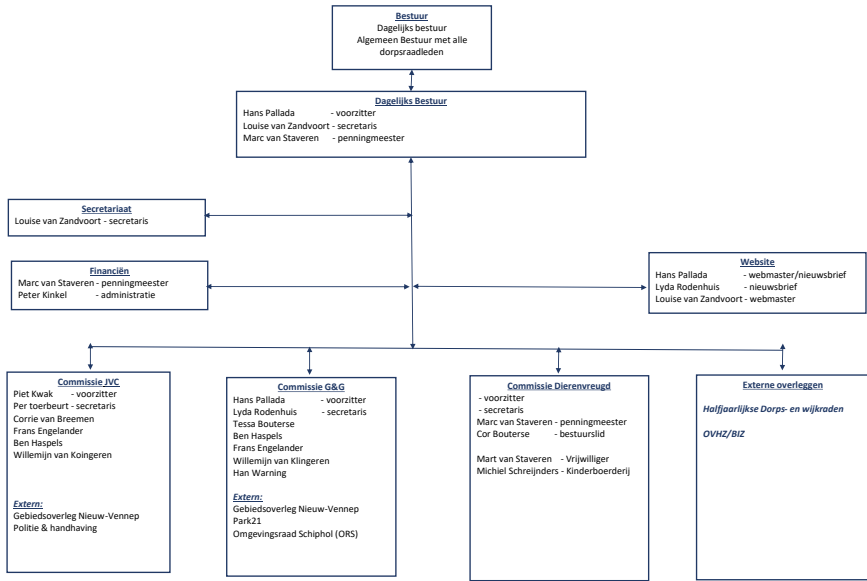 Bestuur
Dagelijks bestuur
Algemeen Bestuur met alle
dorpsraadleden
Dagelijks Bestuur
Hans Pallada - voorzitter
Louise van Zandvoort - secretaris
Marc van Staveren - penningmeester
Secretariaat
Louise van Zandvoort - secretaris
Financiën
Marc van Staveren - penningmeester
Peter Kinkel - administratie
Website
Hans Pallada - webmaster/nieuwsbrief
Lyda Rodenhuis - nieuwsbrief
Louise van Zandvoort - webmaster
Commissie JVC
Piet Kwak - voorzitter
Per toerbeurt - secretaris
Corrie van Breemen
Frans Engelander
Ben Haspels
Willemijn van Koingeren
Extern:
Gebiedsoverleg Nieuw-Vennep
Politie & handhaving
Commissie G&G
Hans Pallada - voorzitter
Lyda Rodenhuis - secretaris
Tessa Bouterse
Ben Haspels
Frans Engelander
Willemijn van Klingeren
Han Warning
Extern:
Gebiedsoverleg Nieuw-Vennep
Park21
Omgevingsraad Schiphol (ORS)
Commissie Dierenvreugd
- voorzitter
- secretaris
Marc van Staveren - penningmeester
Cor Bouterse - bestuurslid
Mart van Staveren - Vrijwilliger
Michiel Schreijnders - Kinderboerderij
Externe overleggen
Halfjaarlijkse Dorps- en wijkraden
OVHZ/BIZ